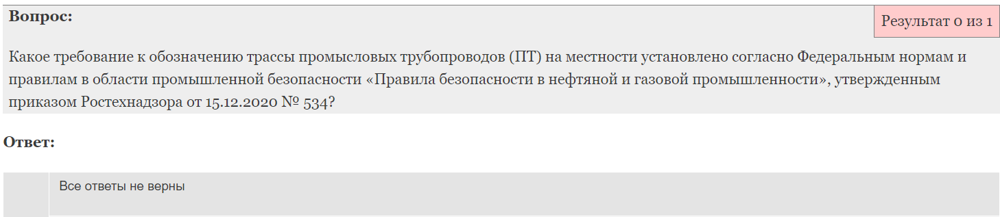 Вопрос:
Результат 0 из 1
Какое требование к обозначению трассы промысловых трубопроводов (ПТ) на местности установлено согласно Федеральным нормам и
правилам в области промышленной безопасности «Правила безопасности в нефтяной и газовой промышленности», утвержденным
приказом Ростехнадзора от 15.12.2020 № 534?
Ответ:
Все ответы не верны